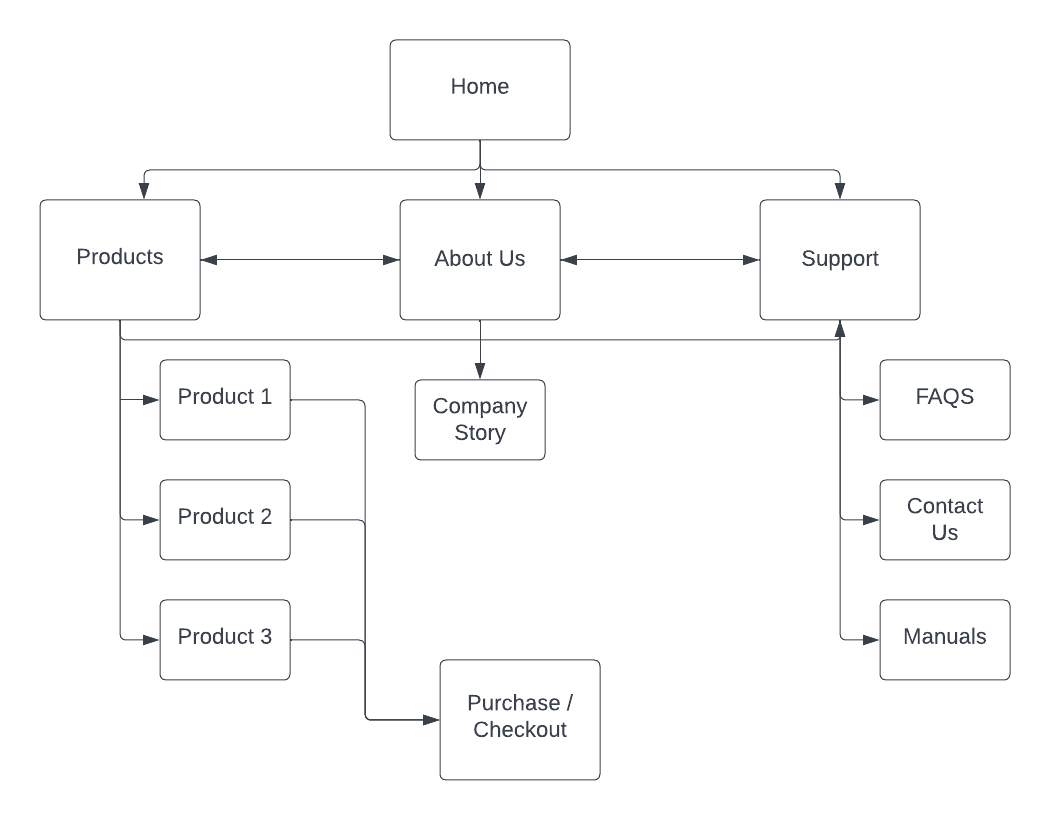 Home
Products
About Us
Support
Product 1
Company
Story
FAQS
Product 2
Contact
Us
Product 3
Manuals
Purchase /
Checkout